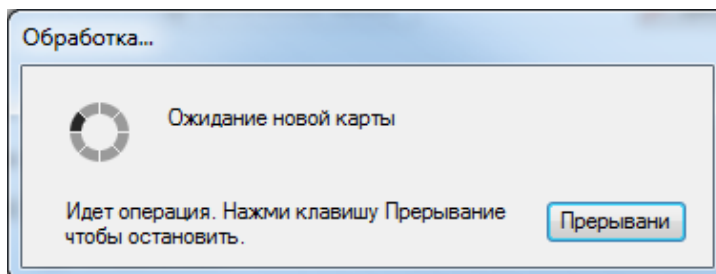 Обработка...
Ожидание новой карты
Идет операция. Нажми клавишу Прерывание
чтобы остановить.
Прерывани